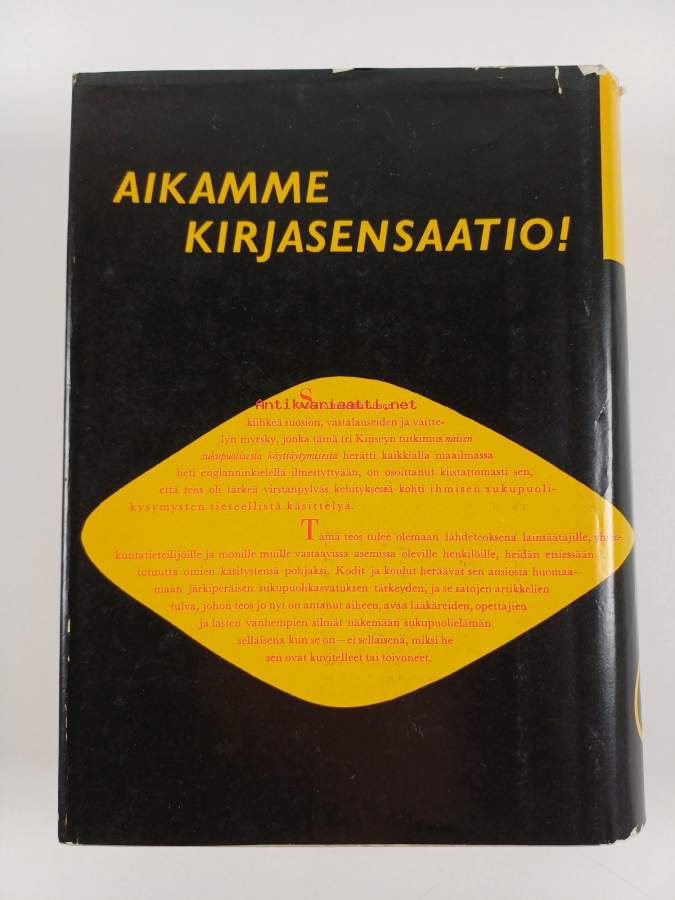 AIKAMME
KIRJASENSAATIO!
Antikvariaatti.net
kiihkeä suosion, vastalauseiden ja väitte-
lyn myrsky, jonka tämä tri Kinseyn tutkimus naisen
sukupuolisesta käyttäytymisestä herätti kaikkialla maailmassa
heti englanninkielellä ilmestyttyään, on osoittanut kiistattomasti sen,
että teos oli tärkeä virstanpylväs kehityksessä kohti ihmisen sukupuoli-
kysymysten tieteellistä käsittelyä.
Tämä teos tulee olemaan lähdeteoksena lainsäätäjille, yhteis-
kuntatieteilijöille ja monille muille vastaavissa asemissa oleville henkilöille, heidän etsiessään
totuutta omien käsitystensä pohjaksi. Kodit ja koulut heräävät sen ansiosta huomaa-
maan järkiperäisen sukupuolikasvatuksen tärkeyden, ja se satojen artikkelien
tulva, johon teos jo nyt on antanut aiheen, avaa lääkäreiden, opettajien
ja lasten vanhempien silmät näkemään sukupuolielämän
sellaisena kun se on—ei sellaisena, miksi he
sen ovat kuvitelleet tai toivoneet.